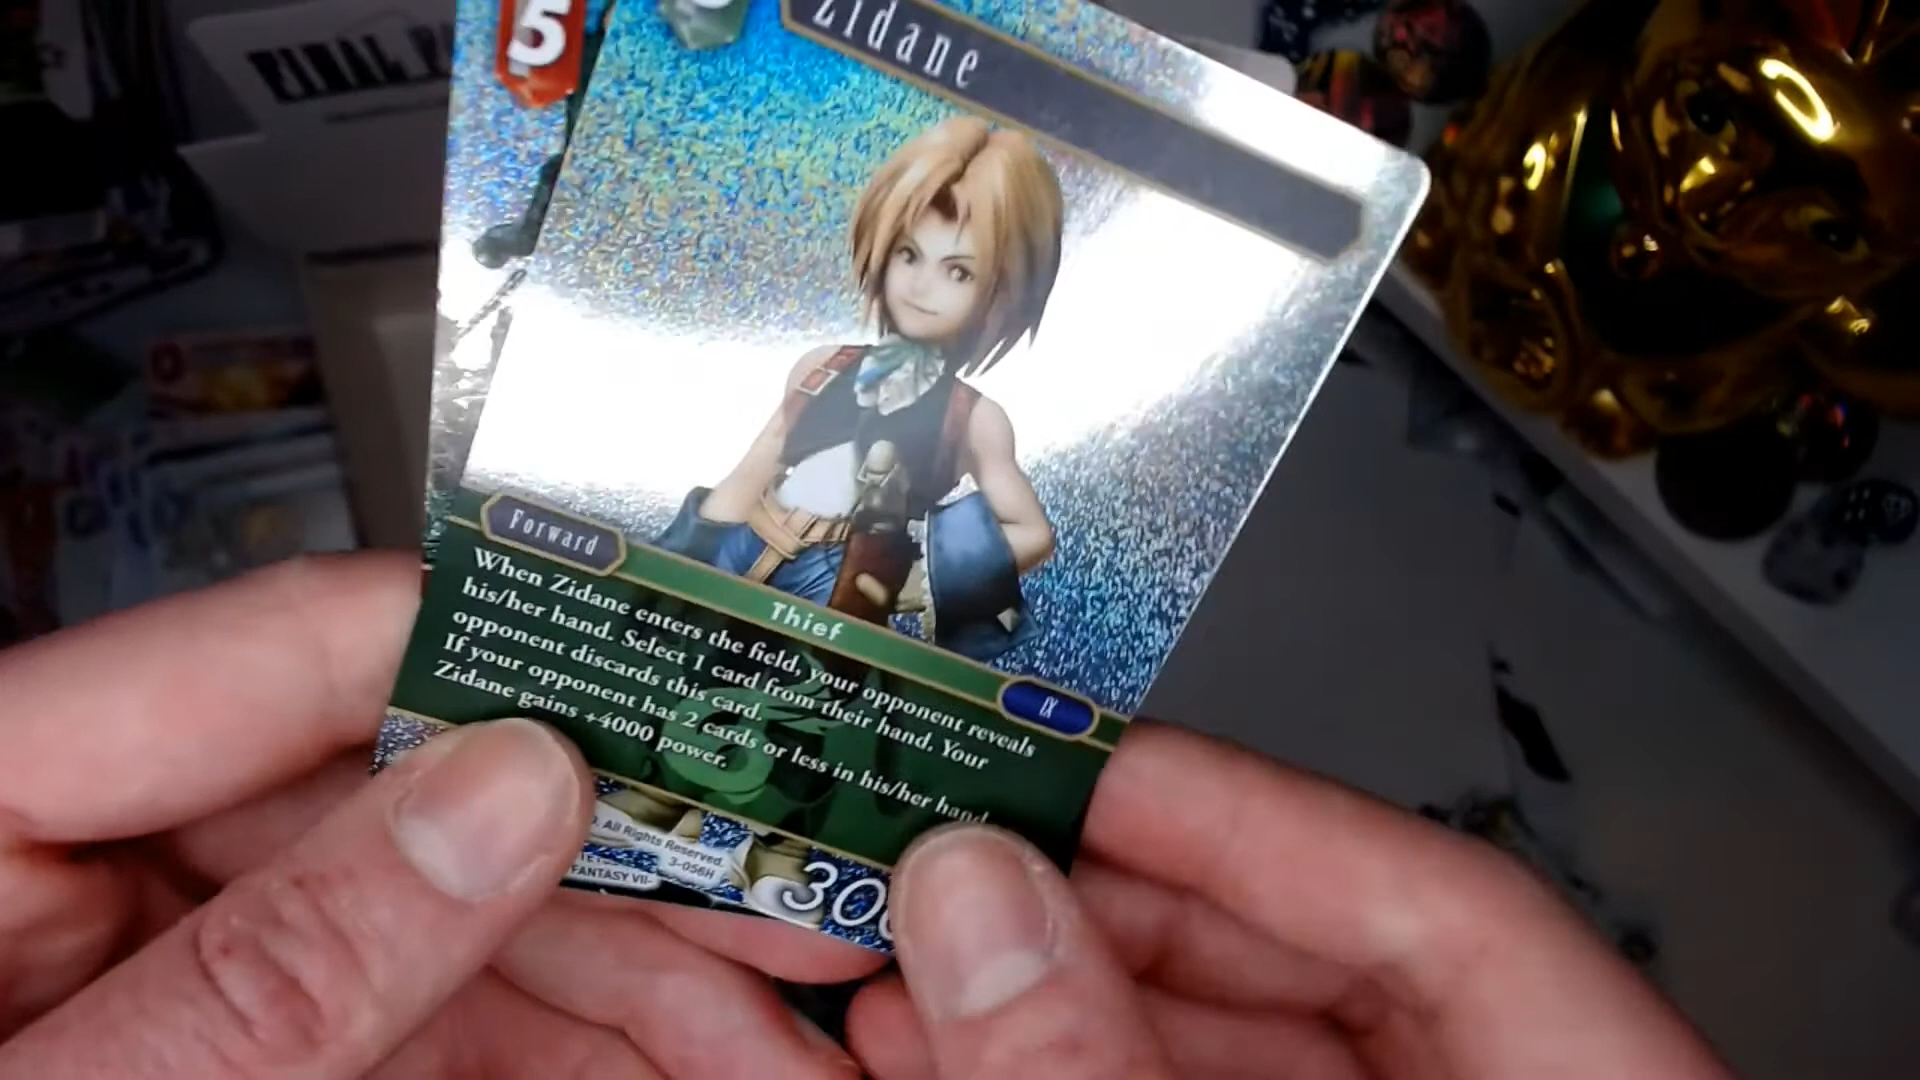 5
Zidane
FINAL
Forward
Thief
IX
When Zidane enters the field, your opponent reveals
his/her hand. Select 1 card from their hand. Your
opponent discards this card.
If your opponent has 2 cards or less in his/her hand,
Zidane gains +4000 power.
All Rights Reserved.
3-056H
FANTASY VII-